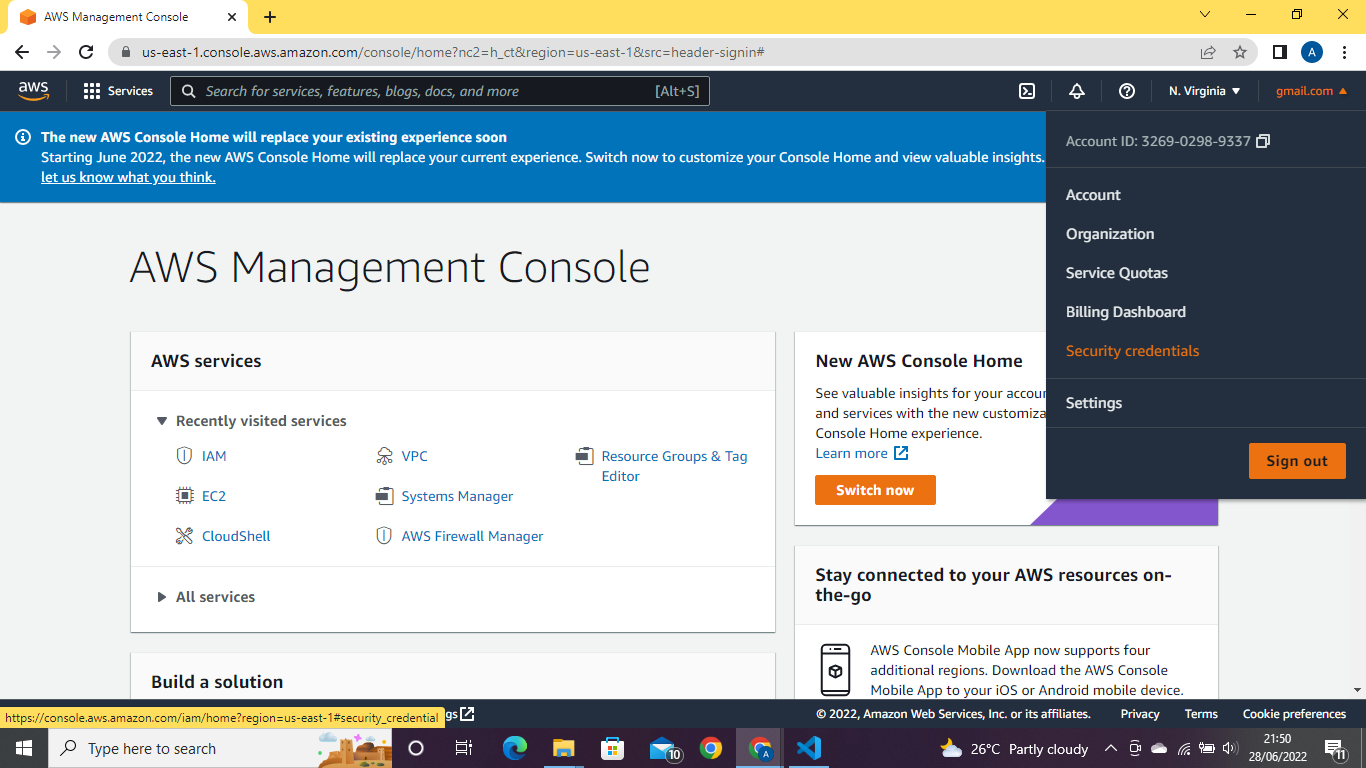 AWS Management Console
us-east-1.console.aws.amazon.com/console/home?nc2=h_ct&region=us-east-1&src=header-signin#
A
aws
Services
Search for services, features, blogs, docs, and more
[Alt+S]
N. Virginia
gmail.com
The new AWS Console Home will replace your existing experience soon
Starting June 2022, the new AWS Console Home will replace your current experience. Switch now to customize your Console Home and view valuable insights.
let us know what you think.
Account ID: 3269-0298-9337
Account
Organization
Service Quotas
Billing Dashboard
Security credentials
Settings
Sign out
AWS Management Console
AWS services
Recently visited services
IAM
VPC
Resource Groups & Tag
Editor
EC2
Systems Manager
CloudShell
AWS Firewall Manager
All services
Build a solution
New AWS Console Home
See valuable insights for your accoun
and services with the new customiza
Console Home experience.
Learn more
Switch now
Stay connected to your AWS resources on-
the-go
AWS Console Mobile App now supports four
additional regions. Download the AWS Console
Mobile App to your iOS or Android mobile device.
https://console.aws.amazon.com/iam/home?region=us-east-1#security_credential
gs
© 2022, Amazon Web Services, Inc. or its affiliates.
Privacy
Terms
Cookie preferences
Type here to search
10
A
26°C Partly cloudy
21:50
28/06/2022
11